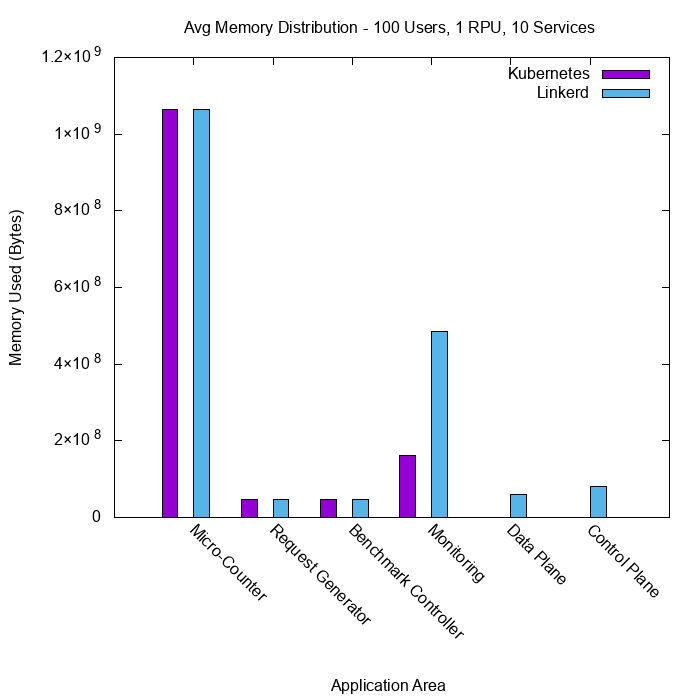 Avg Memory Distribution - 100 Users, 1 RPU, 10 Services
Kubernetes
Linkerd
1.2×10⁹
1×10⁹
8×10⁸
6×10⁸
4×10⁸
2×10⁸
0
Memory Used (Bytes)
Micro-Counter
Request Generator
Benchmark Controller
Monitoring
Data Plane
Control Plane
Application Area